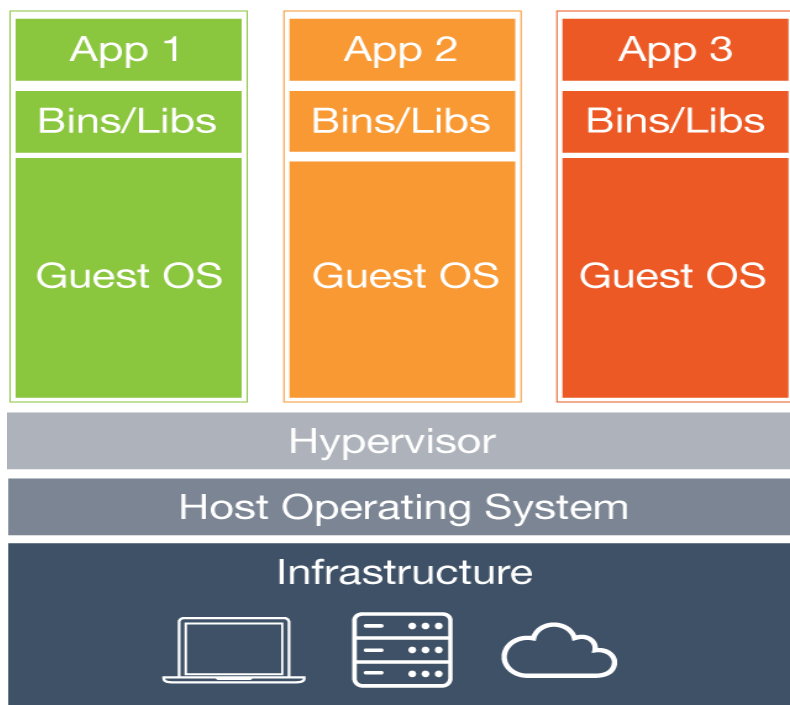 App 1
App 2
App 3
Bins/Libs
Bins/Libs
Bins/Libs
Guest OS
Guest OS
Guest OS
Hypervisor
Host Operating System
Infrastructure